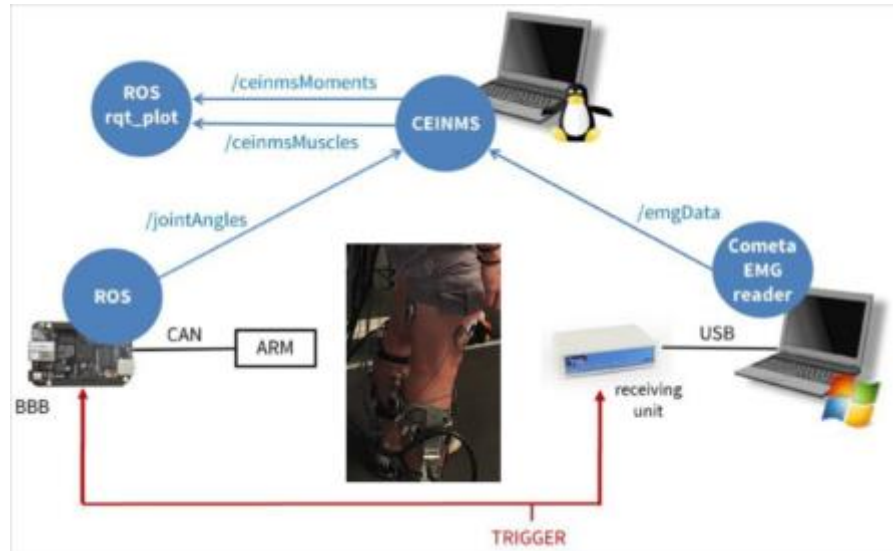 /ceinmsMoments
ROS
rqt_plot
CEINMS
/ceinmsMuscles
/jointAngles
/emgData
Cometa
EMG
reader
ROS
CAN
ARM
USB
BBB
receiving
unit
TRIGGER